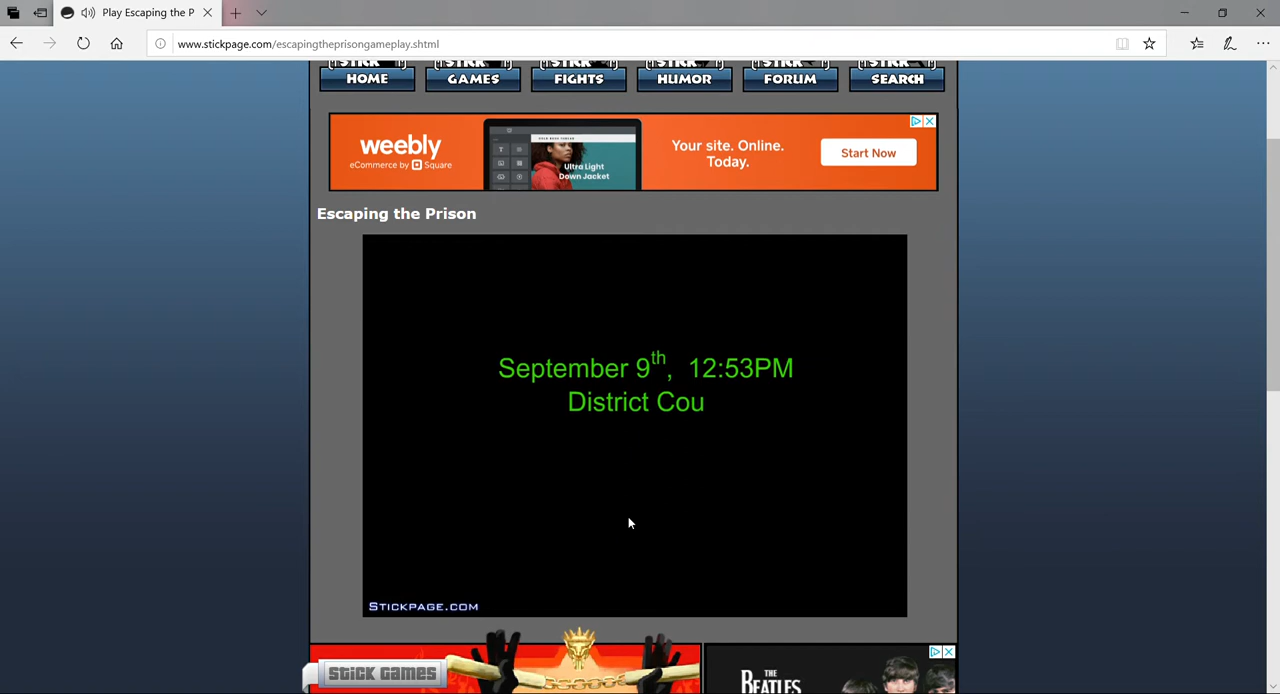 Play Escaping the P
www.stickpage.com/escapingtheprisongameplay.shtml
HOME GAMES FIGHTS HUMOR FORUM SEARCH
weebly
eCommerce by Square
Ultra Light
Down Jacket
Your site. Online.
Today.
Start Now
Escaping the Prison
September 9th, 12:53PM
District Cou
STICKPAGE.COM
STICK GAMES
THE
BEATLES